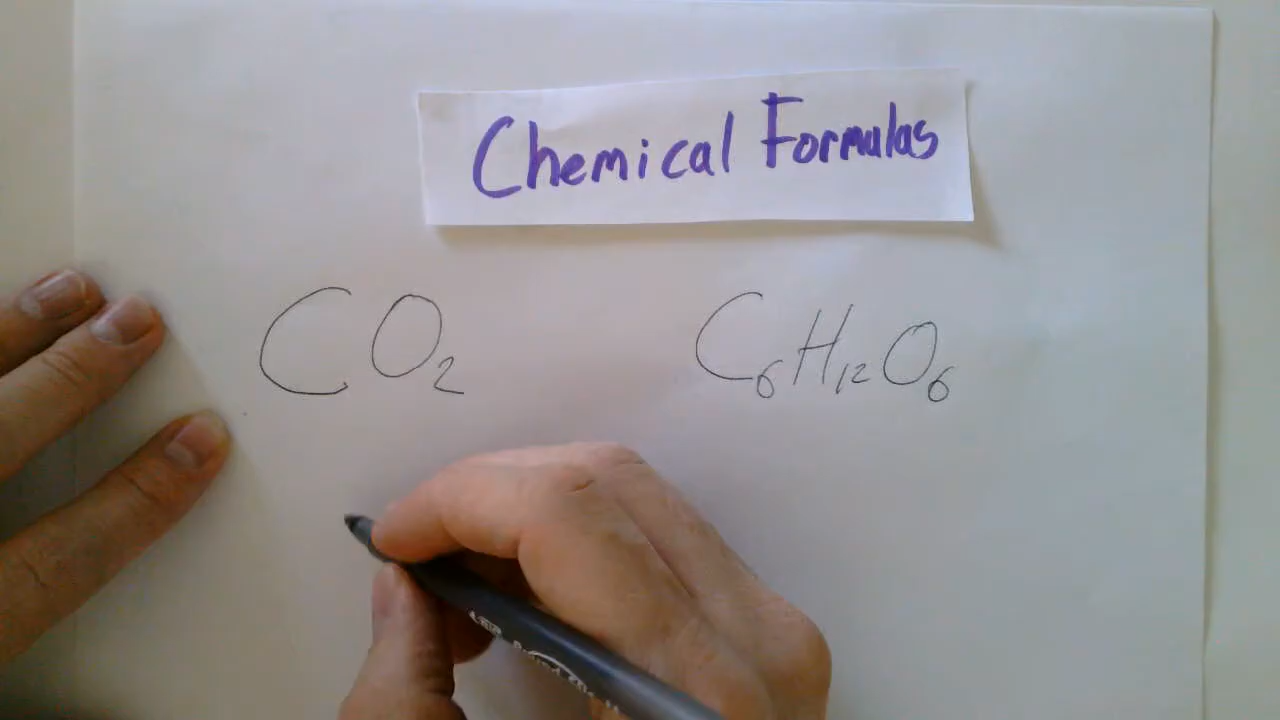 Chemical Formulas
CO₂ C₆H₁₂O₆